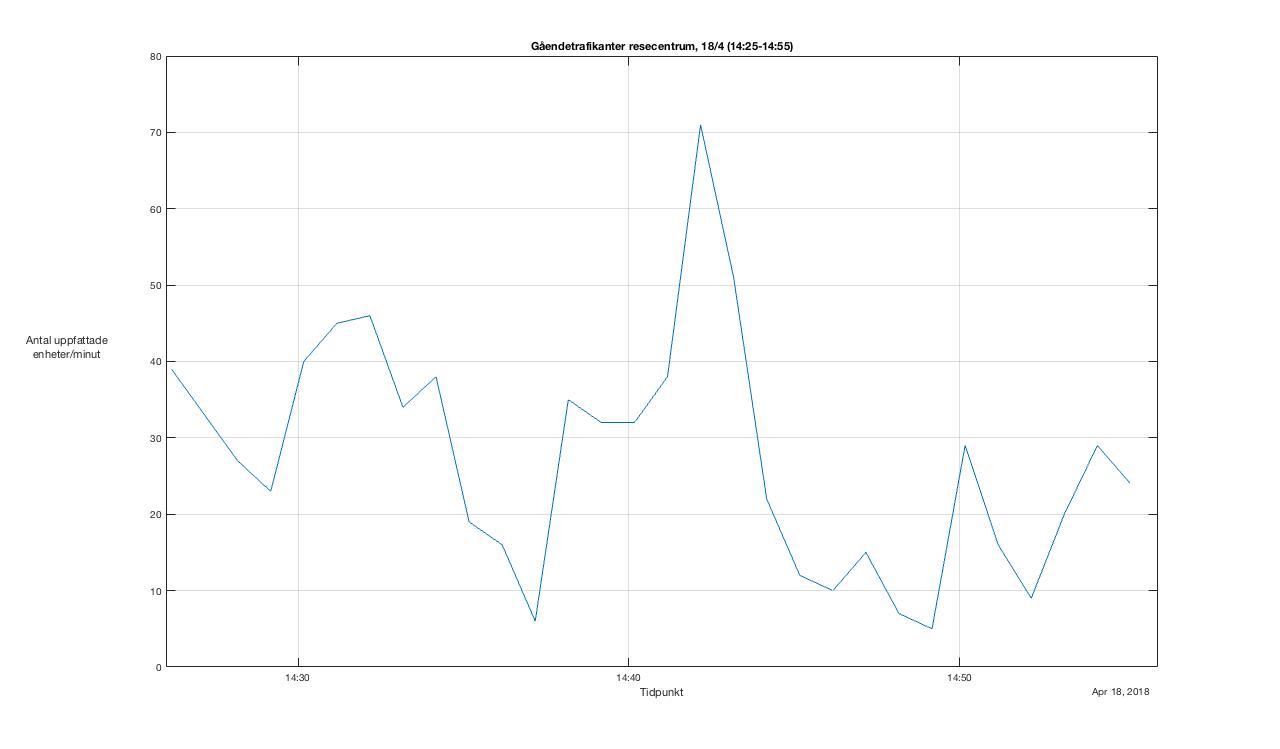 Gåendetrafikanter resecentrum, 18/4 (14:25-14:55)
80
70
60
50
40
30
20
10
0
Antal uppfattade
enheter/minut
14:30
14:40
14:50
Tidpunkt
Apr 18, 2018